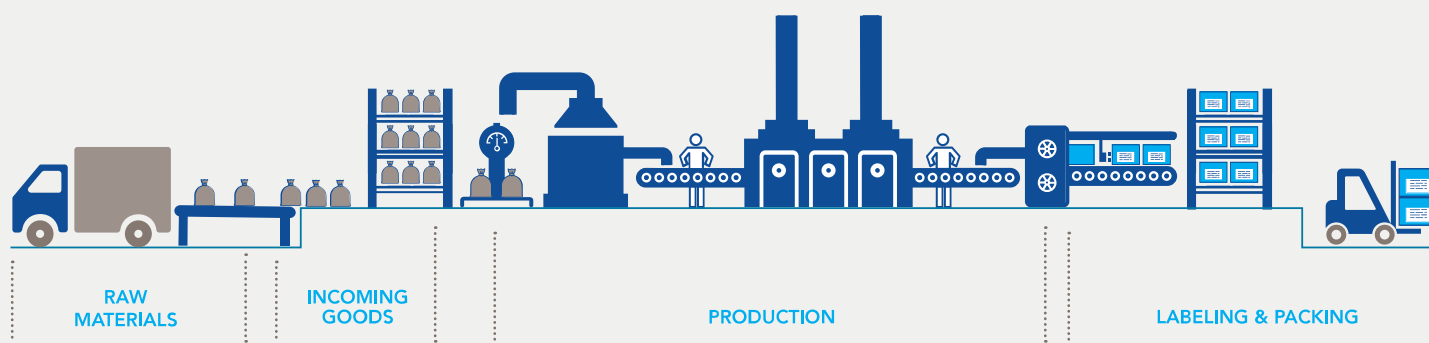 RAW
MATERIALS
INCOMING
GOODS
PRODUCTION
LABELING & PACKING